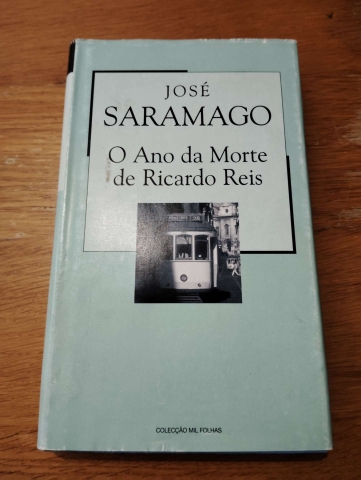 JOSÉ
SARAMAGO
O Ano da Morte
de Ricardo Reis
COLECÇÃO MIL FOLHAS